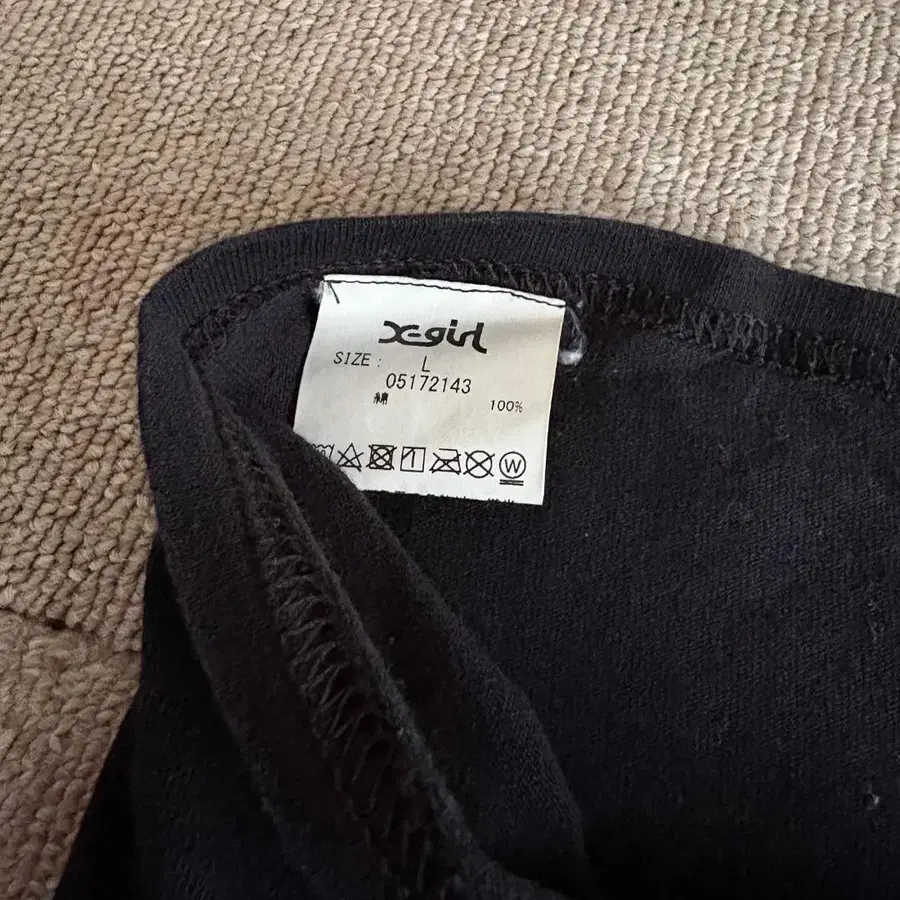 X-girl
SIZE : L
05172143
綿 100%
W